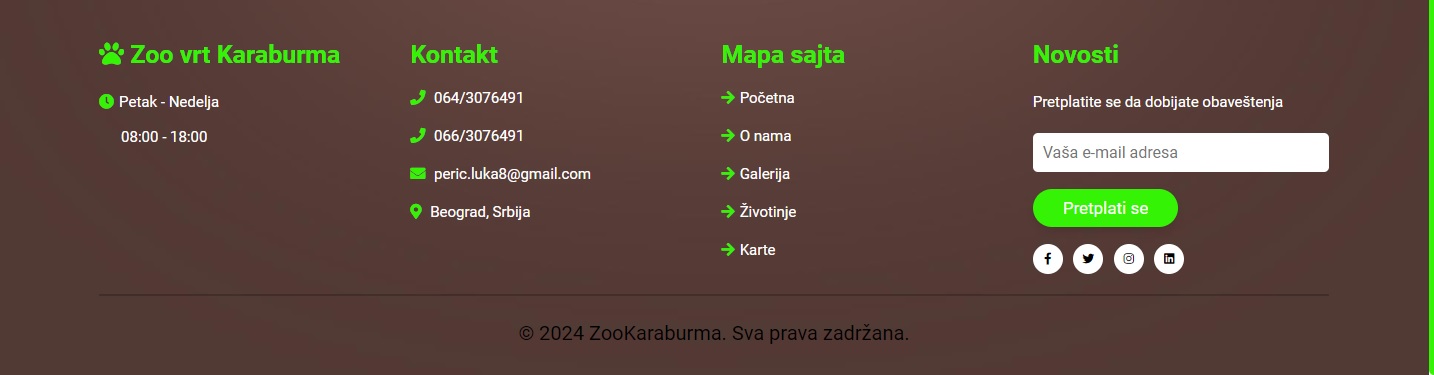 Zoo vrt Karaburma
Petak - Nedelja
08:00 - 18:00
Kontakt
064/3076491
066/3076491
peric.luka8@gmail.com
Beograd, Srbija
Mapa sajta
Početna
O nama
Galerija
Životinje
Karte
Novosti
Pretplatite se da dobijate obaveštenja
Vaša e-mail adresa
Pretplati se
© 2024 ZooKaraburma. Sva prava zadržana.